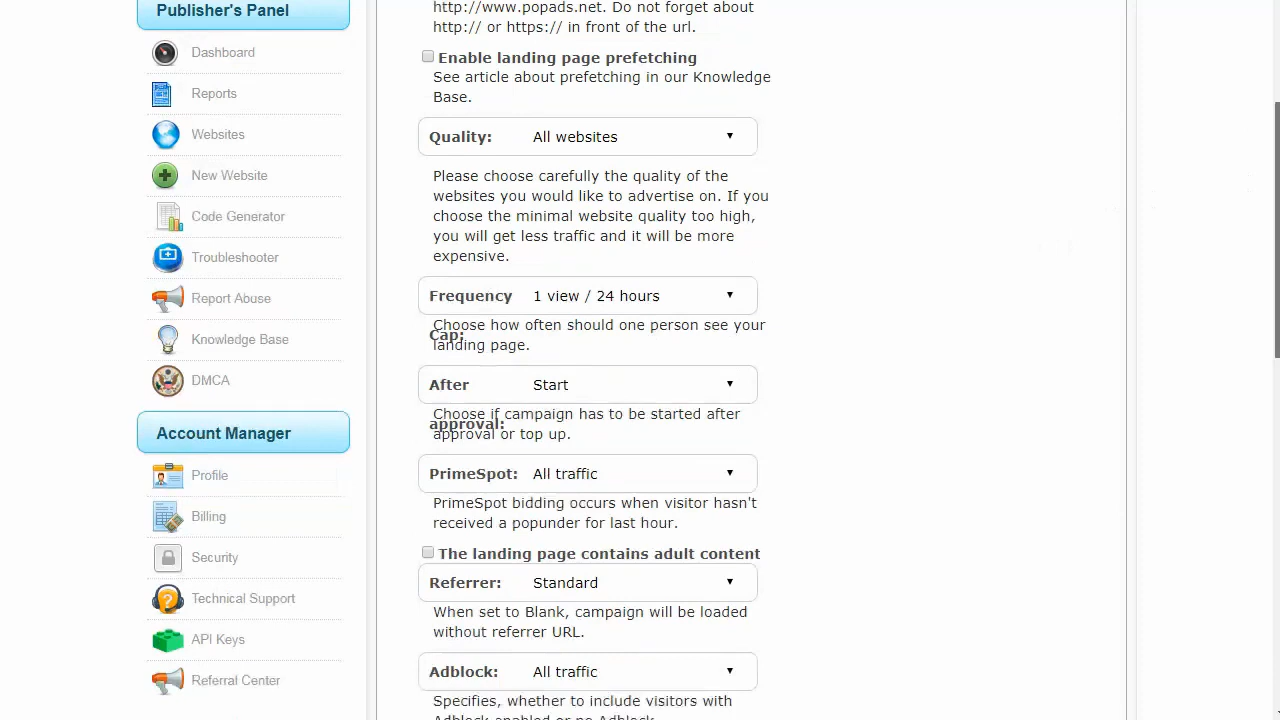 Publisher's Panel
Dashboard
Reports
Websites
New Website
Code Generator
Troubleshooter
Report Abuse
Knowledge Base
DMCA
Account Manager
Profile
Billing
Security
Technical Support
API Keys
Referral Center
http://www.popads.net. Do not forget about
http:// or https:// in front of the url.
Enable landing page prefetching
See article about prefetching in our Knowledge
Base.
Quality: All websites
Please choose carefully the quality of the
websites you would like to advertise on. If you
choose the minimal website quality too high,
you will get less traffic and it will be more
expensive.
Frequency 1 view / 24 hours
Cap:
Choose how often should one person see your
landing page.
After Start
approval:
Choose if campaign has to be started after
approval or top up.
PrimeSpot: All traffic
PrimeSpot bidding occurs when visitor hasn't
received a popunder for last hour.
The landing page contains adult content
Referrer: Standard
When set to Blank, campaign will be loaded
without referrer URL.
Adblock: All traffic
Specifies, whether to include visitors with
Adblock enabled or no Adblock.